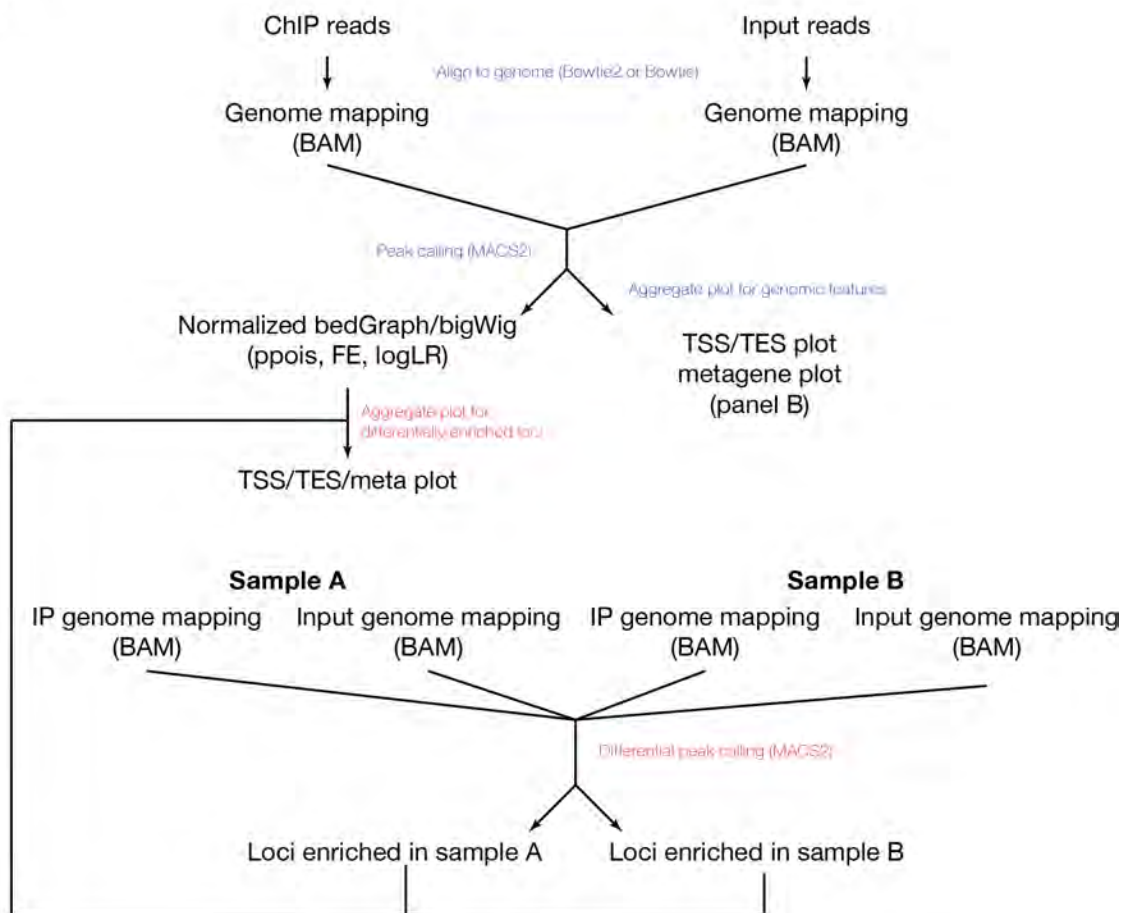 ChIP reads
Input reads
Align to genome (Bowtie2 or Bowtie)
Genome mapping
(BAM)
Genome mapping
(BAM)
Peak calling (MACS2)
Aggregate plot for genomic features
Normalized bedGraph/bigWig
(ppois, FE, logLR)
TSS/TES plot
metagene plot
(panel B)
Aggregate plot for
differentially enriched loci
TSS/TES/meta plot
Sample A
Sample B
IP genome mapping
(BAM)
Input genome mapping
(BAM)
IP genome mapping
(BAM)
Input genome mapping
(BAM)
Differential peak calling (MACS2)
Loci enriched in sample A
Loci enriched in sample B